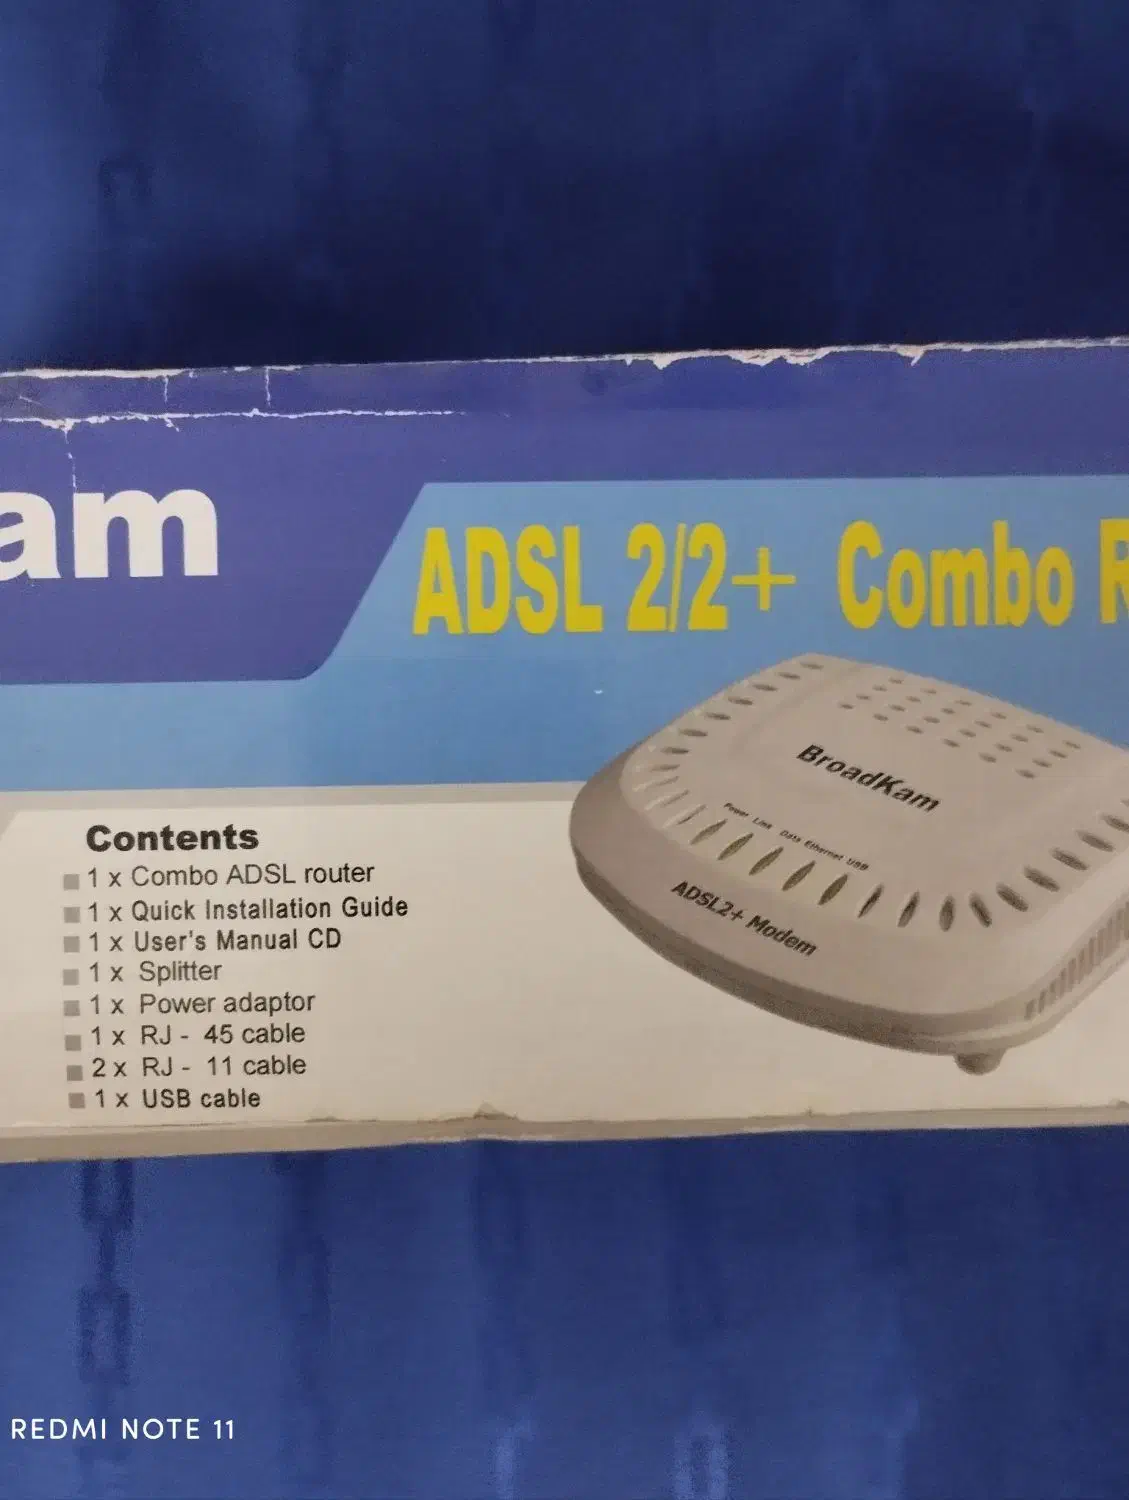 am
ADSL 2/2+ Combo R
BroadKam
Power Link Data Ethernet USB
ADSL2+ Modem
Contents
1 x Combo ADSL router
1 x Quick Installation Guide
1 x User's Manual CD
1 x Splitter
1 x Power adaptor
1 x RJ - 45 cable
2 x RJ - 11 cable
1 x USB cable
REDMI NOTE 11